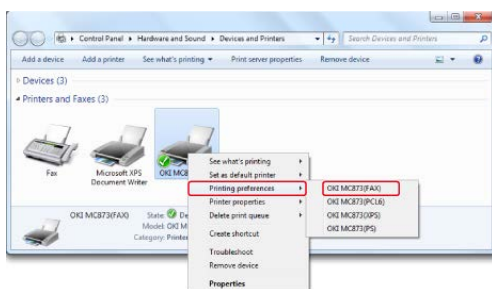 Control Panel ▸ Hardware and Sound ▸ Devices and Printers
Search Devices and Printers
Add a device
Add a printer
See what's printing
Print server properties
Remove device
Devices (3)
Printers and Faxes (3)
Fax
Microsoft XPS Document Writer
OKI MC8
See what's printing
Set as default printer
Printing preferences
Printer properties
Delete print queue
Create shortcut
Troubleshoot
Remove device
Properties
OKI MC873(FAX)
OKI MC873(PCL6)
OKI MC873(XPS)
OKI MC873(PS)
OKI MC873(FAX)
State: De
Model: OKI M
Category: Printer